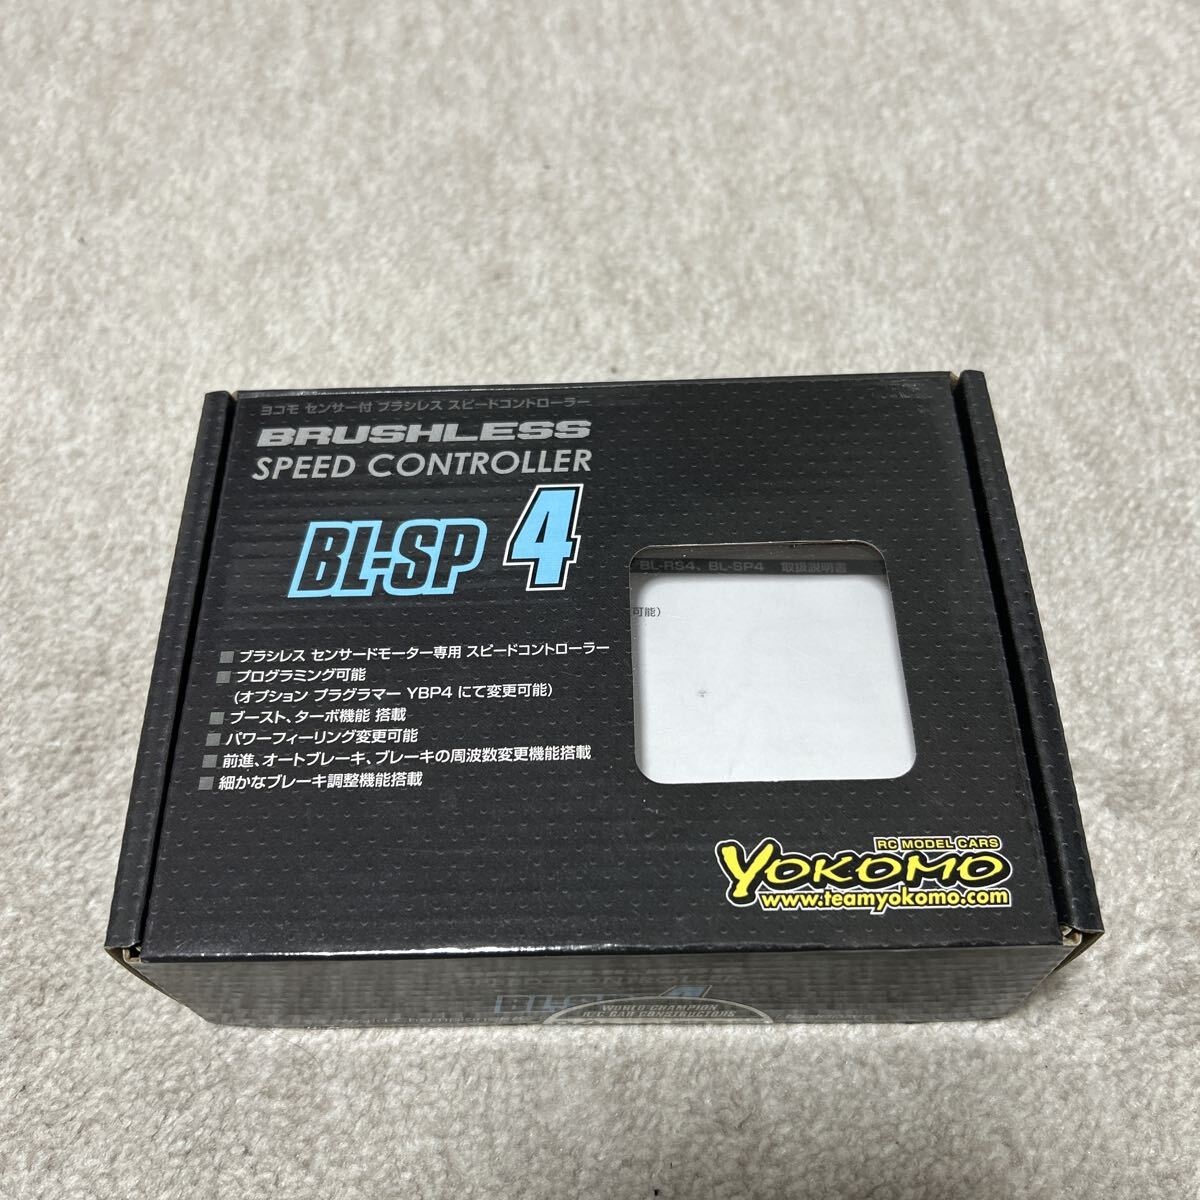 ヨコモ センサー付 ブラシレス スピードコントローラー
BRUSHLESS
SPEED CONTROLLER
BL-SP 4
BL-RS4、BL-SP4 取扱説明書
可能）
■ ブラシレス センサードモーター専用 スピードコントローラー
■ プログラミング可能
(オプション プラグラマー YBP4 にて変更可能)
■ ブースト、ターボ機能 搭載
■ パワーフィーリング変更可能
■ 前進、オートブレーキ、ブレーキの周波数変更機能搭載
■ 細かなブレーキ調整機能搭載
RC MODEL CARS
YOKOMO
www.teamyokomo.com
BL-SP 4
WORLD CHAMPION
R/C CAR CONSTRUCTORS